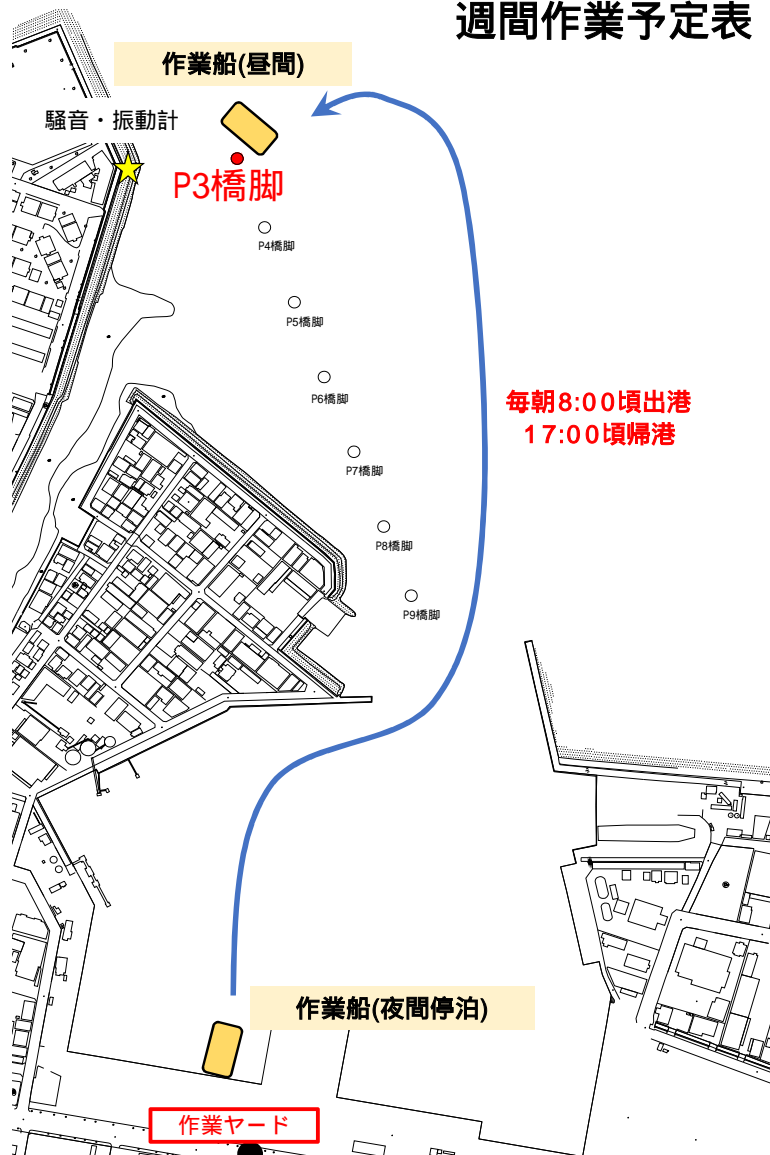 週間作業予定表
作業船(昼間)
騒音・振動計
P3橋脚
P4橋脚
P5橋脚
P6橋脚
毎朝8:00頃出港
17:00頃帰港
P7橋脚
P8橋脚
P9橋脚
作業船(夜間停泊)
作業ヤード